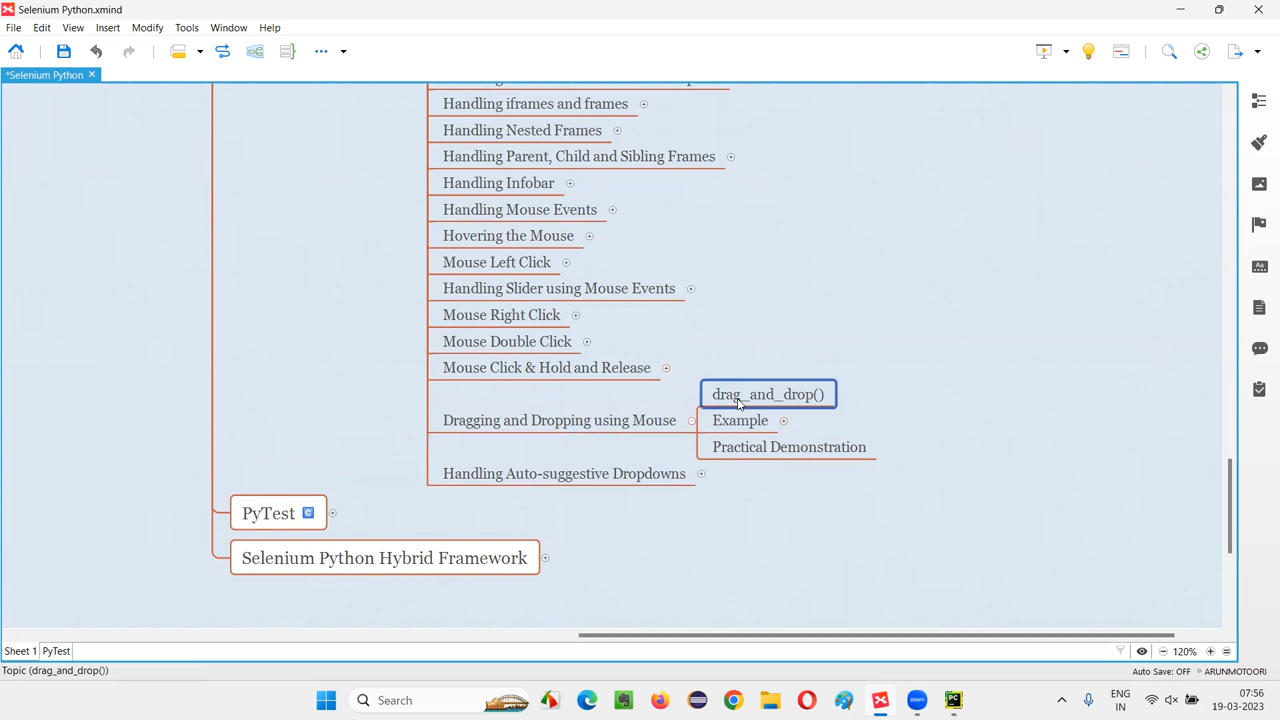 Selenium Python.xmind
File Edit View Insert Modify Tools Window Help
*Selenium Python
Handling iframes and frames
Handling Nested Frames
Handling Parent, Child and Sibling Frames
Handling Infobar
Handling Mouse Events
Hovering the Mouse
Mouse Left Click
Handling Slider using Mouse Events
Mouse Right Click
Mouse Double Click
Mouse Click & Hold and Release
drag_and_drop()
Dragging and Dropping using Mouse
Example
Practical Demonstration
Handling Auto-suggestive Dropdowns
PyTest
Selenium Python Hybrid Framework
Sheet 1 PyTest
120%
Topic (drag_and_drop())
Auto Save: OFF
ARUNMOTOORI
Search
ENG
IN
07:56
19-03-2023